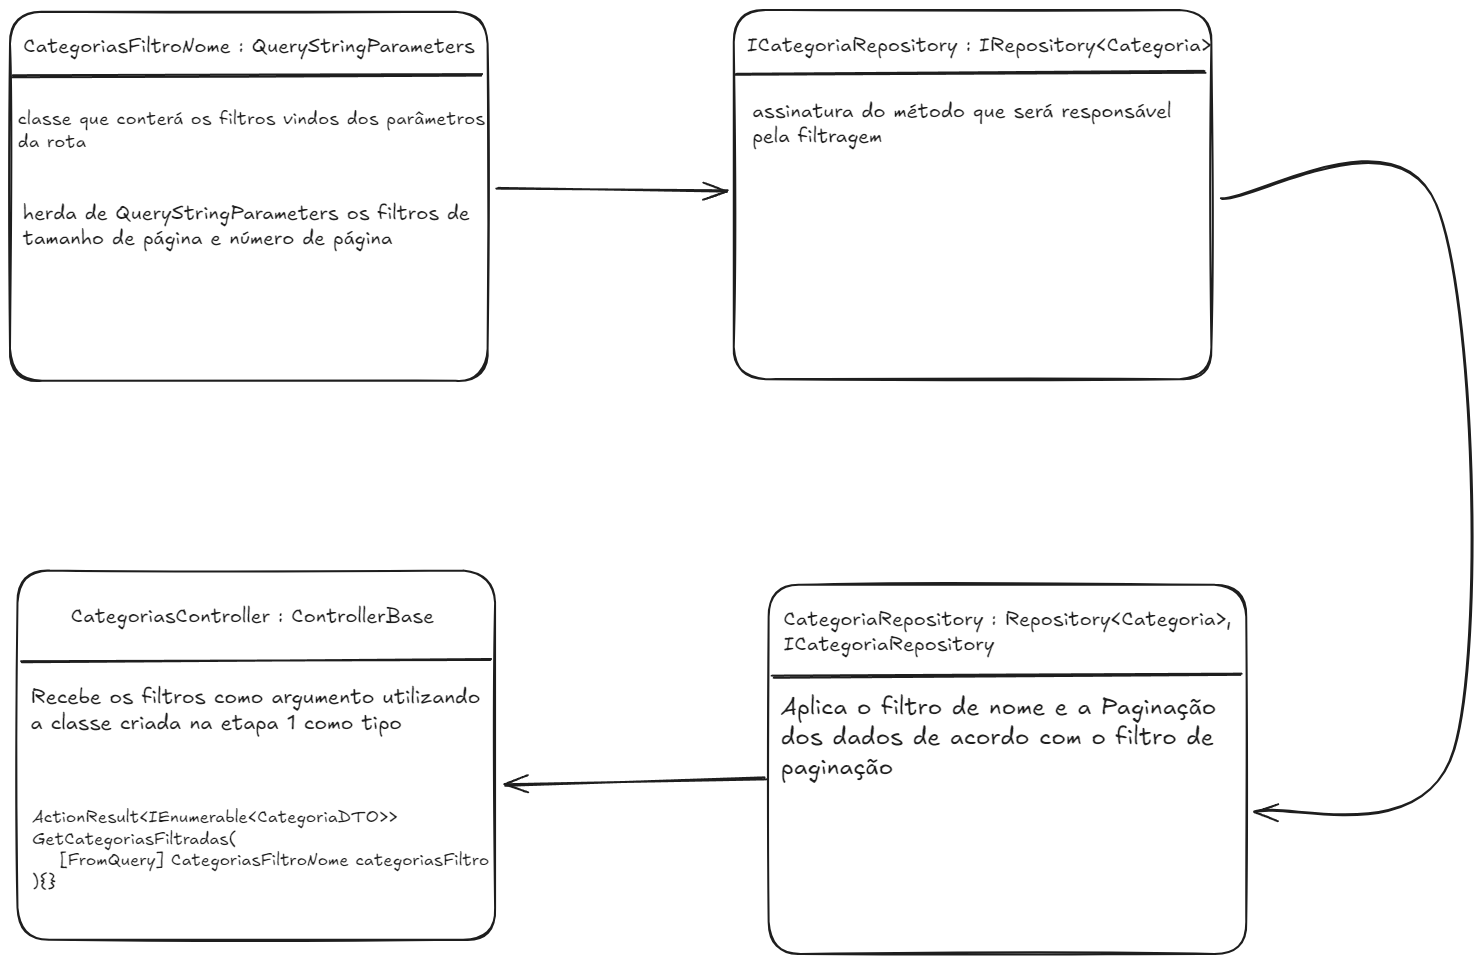 CategoriasFiltroNome : QueryStringParameters
classe que conterá os filtros vindos dos parâmetros
da rota
herda de QueryStringParameters os filtros de
tamanho de página e número de página
ICategoriaRepository : IRepository<Categoria>
assinatura do método que será responsável
pela filtragem
CategoriaRepository : Repository<Categoria>,
ICategoriaRepository
Aplica o filtro de nome e a Paginação
dos dados de acordo com o filtro de
paginação
CategoriasController : ControllerBase
Recebe os filtros como argumento utilizando
a classe criada na etapa 1 como tipo
ActionResult<IEnumerable<CategoriaDTO>>
GetCategoriasFiltradas(
[FromQuery] CategoriasFiltroNome categoriasFiltro
){}